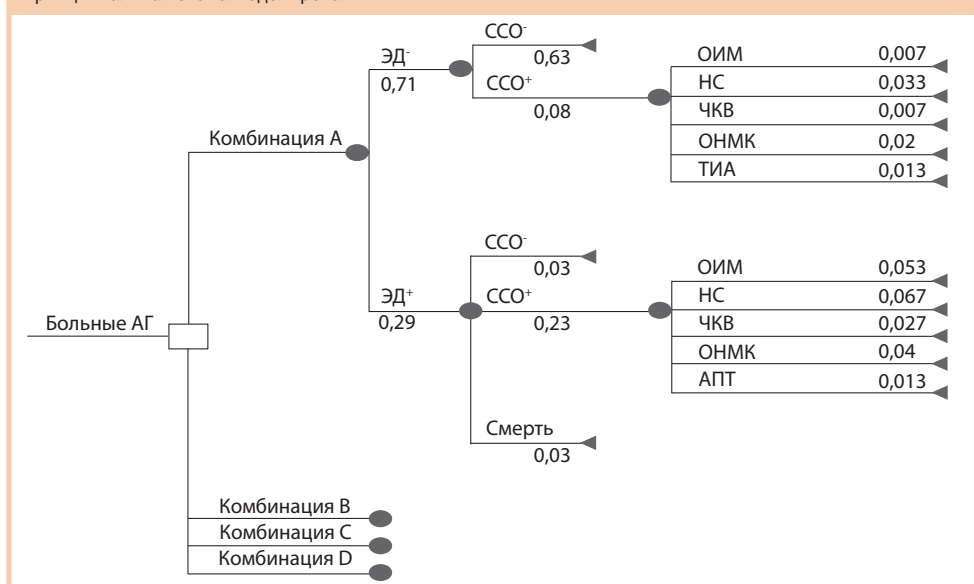 ССО⁻
0,63
ЭД⁻
0,71
ССО⁺
0,08
ОИМ 0,007
НС 0,033
ЧКВ 0,007
ОНМК 0,02
ТИА 0,013
Комбинация А
ССО⁻
0,03
ЭД⁺
0,29
ССО⁺
0,23
ОИМ 0,053
НС 0,067
ЧКВ 0,027
ОНМК 0,04
АПТ 0,013
Больные АГ
Смерть
0,03
Комбинация В
Комбинация С
Комбинация D